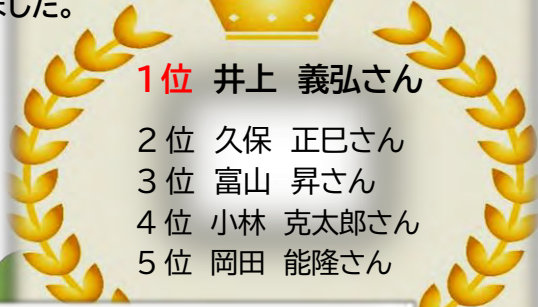 ました。
1位 井上 義弘さん
2位 久保 正巳さん
3位 富山 昇さん
4位 小林 克太郎さん
5位 岡田 能隆さん